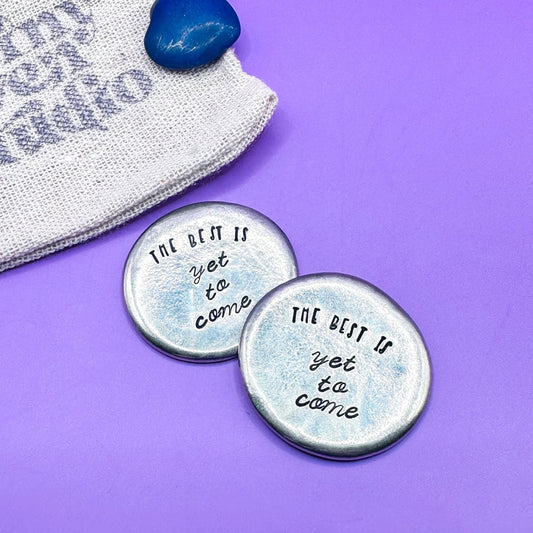 THE BEST IS
yet
to
come
THE BEST IS
yet
to
come